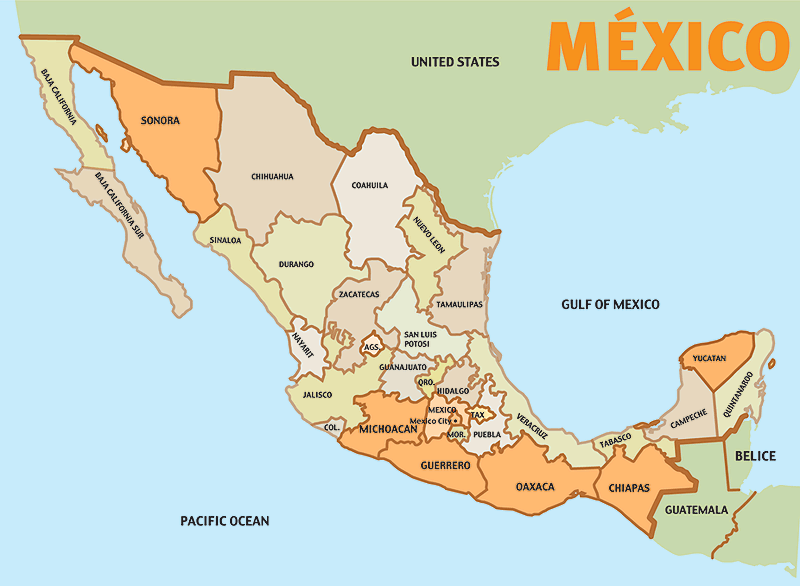 MÉXICO
UNITED STATES
BAJA CALIFORNIA
SONORA
CHIHUAHUA
COAHUILA
BAJA CALIFORNIA SUR
NUEVO LEON
SINALOA
DURANGO
ZACATECAS
TAMAULIPAS
GULF OF MEXICO
NAYARIT
AGS.
SAN LUIS
POTOSI
GUANAJUATO
YUCATAN
QRO.
HIDALGO
JALISCO
QUINTANARDO
CAMPECHE
MEXICO
Mexico City
TAX
VERACRUZ
COL.
MICHOACAN
MOR.
PUEBLA
TABASCO
BELICE
GUERRERO
OAXACA
CHIAPAS
GUATEMALA
PACIFIC OCEAN